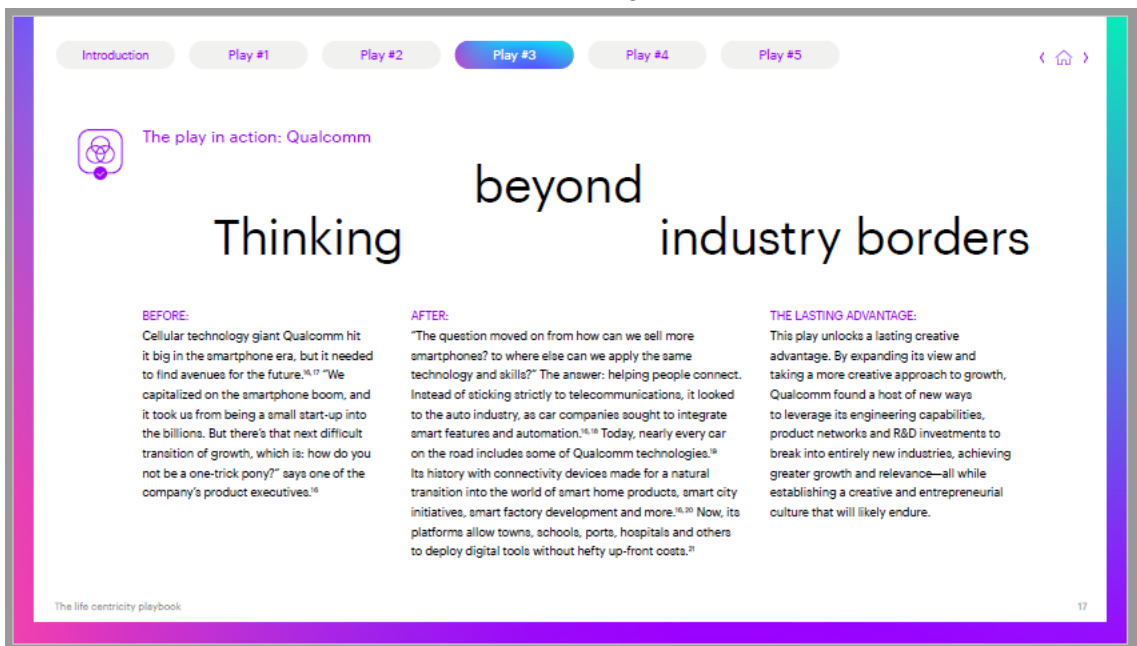 Introduction
Play #1
Play #2
Play #3
Play #4
Play #5
The play in action: Qualcomm
Thinking beyond industry borders
BEFORE:
Cellular technology giant Qualcomm hit
it big in the smartphone era, but it needed
to find avenues for the future.¹⁶,¹⁷ “We
capitalized on the smartphone boom, and
it took us from being a small start-up into
the billions. But there’s that next difficult
transition of growth, which is: how do you
not be a one-trick pony?” says one of the
company’s product executives.¹⁶
AFTER:
“The question moved on from how can we sell more
smartphones? to where else can we apply the same
technology and skills?” The answer: helping people connect.
Instead of sticking strictly to telecommunications, it looked
to the auto industry, as car companies sought to integrate
smart features and automation.¹⁶,¹⁸ Today, nearly every car
on the road includes some of Qualcomm technologies.¹⁹
Its history with connectivity devices made for a natural
transition into the world of smart home products, smart city
initiatives, smart factory development and more.¹⁶,²⁰ Now, its
platforms allow towns, schools, ports, hospitals and others
to deploy digital tools without hefty up-front costs.²¹
THE LASTING ADVANTAGE:
This play unlocks a lasting creative
advantage. By expanding its view and
taking a more creative approach to growth,
Qualcomm found a host of new ways
to leverage its engineering capabilities,
product networks and R&D investments to
break into entirely new industries, achieving
greater growth and relevance—all while
establishing a creative and entrepreneurial
culture that will likely endure.
The life centricity playbook
17